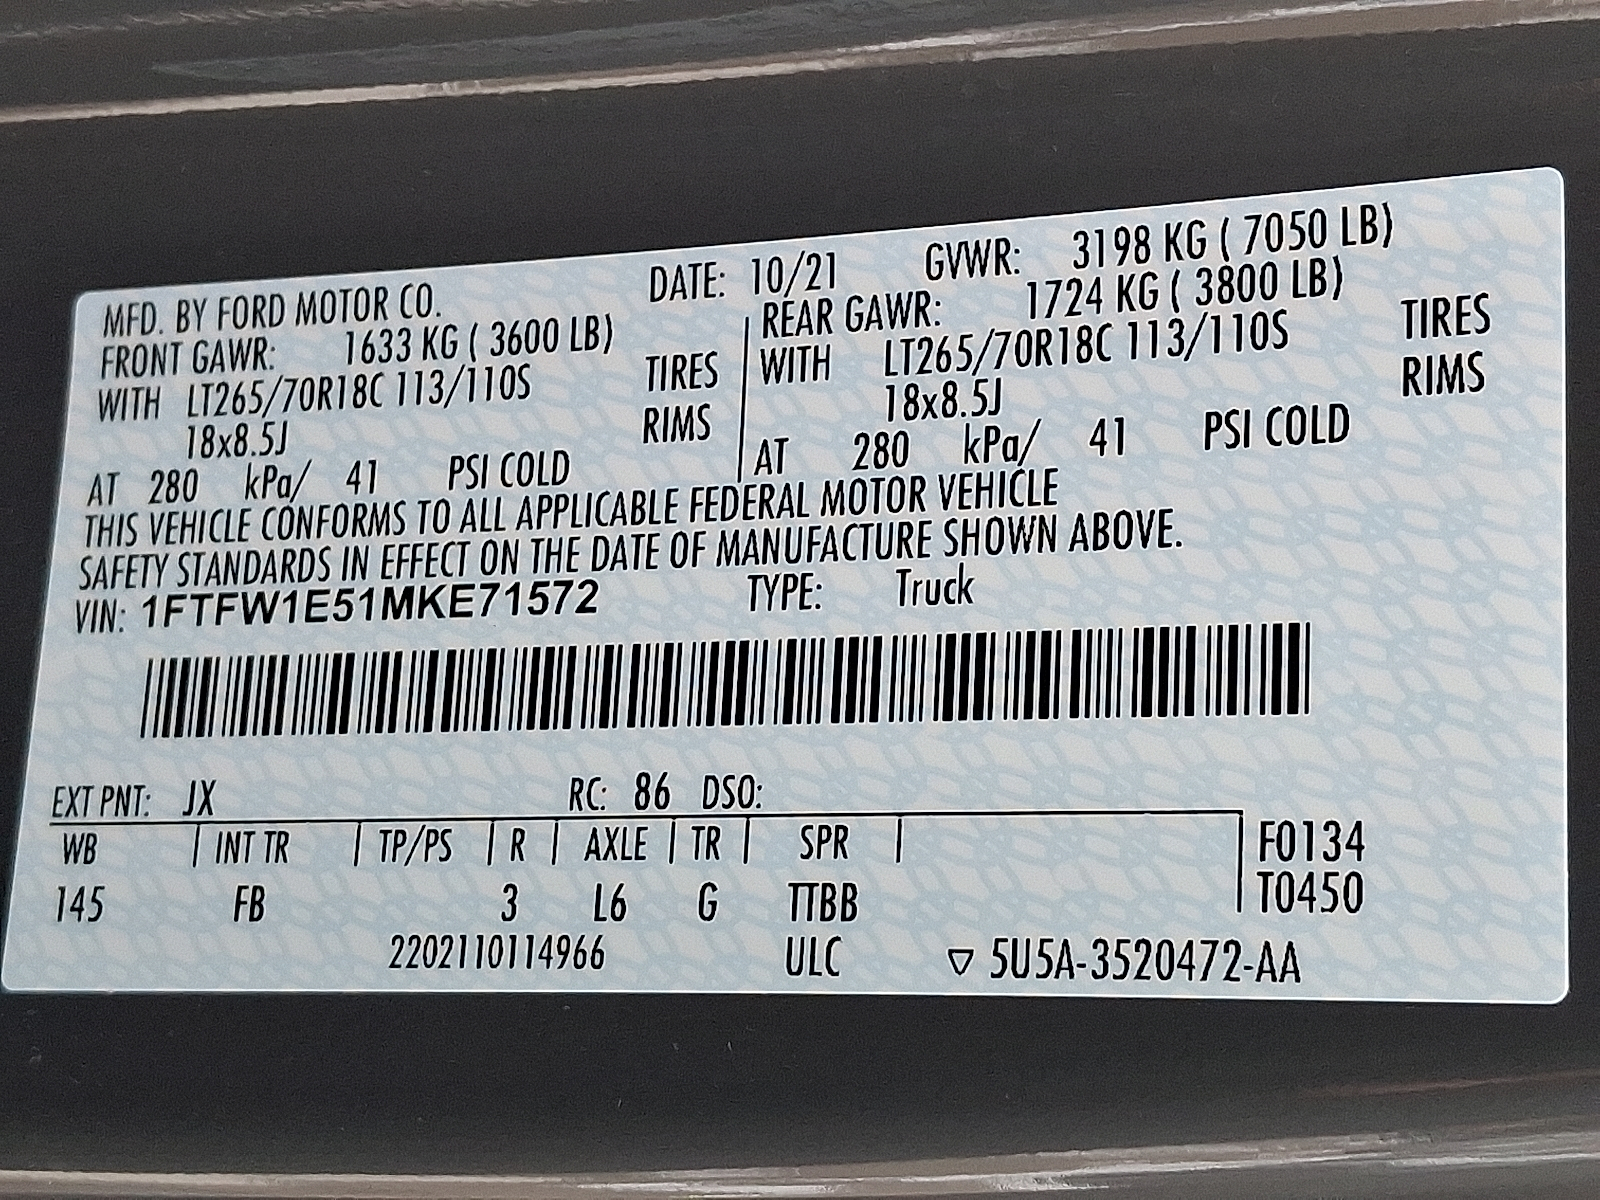 MFD. BY FORD MOTOR CO. DATE: 10/21 GVWR: 3198 KG ( 7050 LB)
FRONT GAWR: 1633 KG ( 3600 LB) REAR GAWR: 1724 KG ( 3800 LB)
WITH LT265/70R18C 113/110S TIRES WITH LT265/70R18C 113/110S TIRES
18x8.5J RIMS 18x8.5J RIMS
AT 280 kPa/ 41 PSI COLD AT 280 kPa/ 41 PSI COLD
THIS VEHICLE CONFORMS TO ALL APPLICABLE FEDERAL MOTOR VEHICLE
SAFETY STANDARDS IN EFFECT ON THE DATE OF MANUFACTURE SHOWN ABOVE.
VIN: 1FTFW1E51MKE71572 TYPE: Truck
EXT PNT: JX RC: 86 DSO:
WB INT TR TP/PS R AXLE TR SPR F0134
145 FB 3 L6 G TTBB T0450
2202110114966 ULC ▽ 5U5A-3520472-AA